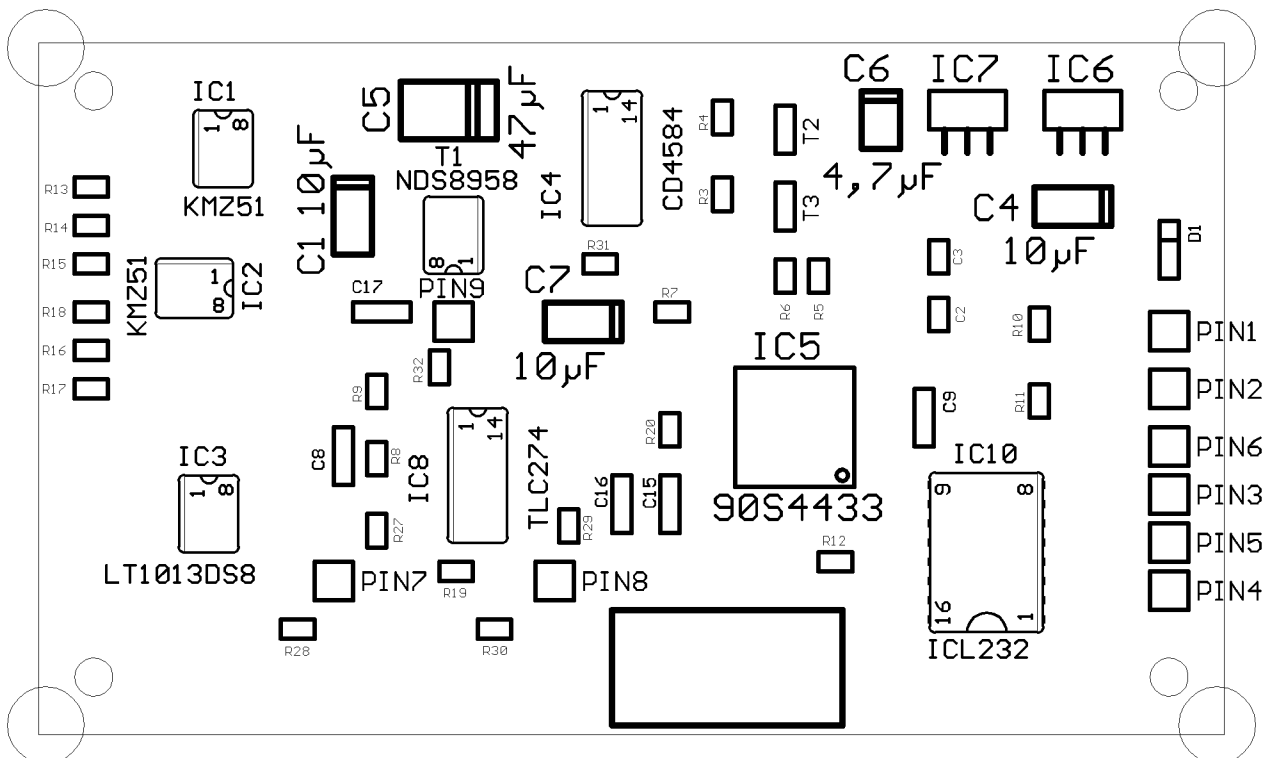 IC1
1
8
KMZ51
R13
R14
R15
R18
R16
R17
KMZ51
1
8
IC2
C5
47µF
C1 10µF
T1
NDS8958
8
1
PIN9
C17
R32
R9
C8
R8
R27
IC3
1
8
LT1013DS8
IC8
1
14
TLC274
PIN7
R28
R19
R30
R29
PIN8
C7
10µF
R31
IC4
1
14
CD4584
R4
R3
R7
T2
T3
R6
R5
C6
4,7µF
IC7
IC6
C4
10µF
D1
C3
C2
R10
R11
IC5
90S4433
R20
C16
C15
R12
C9
IC10
9
8
16
1
ICL232
PIN1
PIN2
PIN6
PIN3
PIN5
PIN4